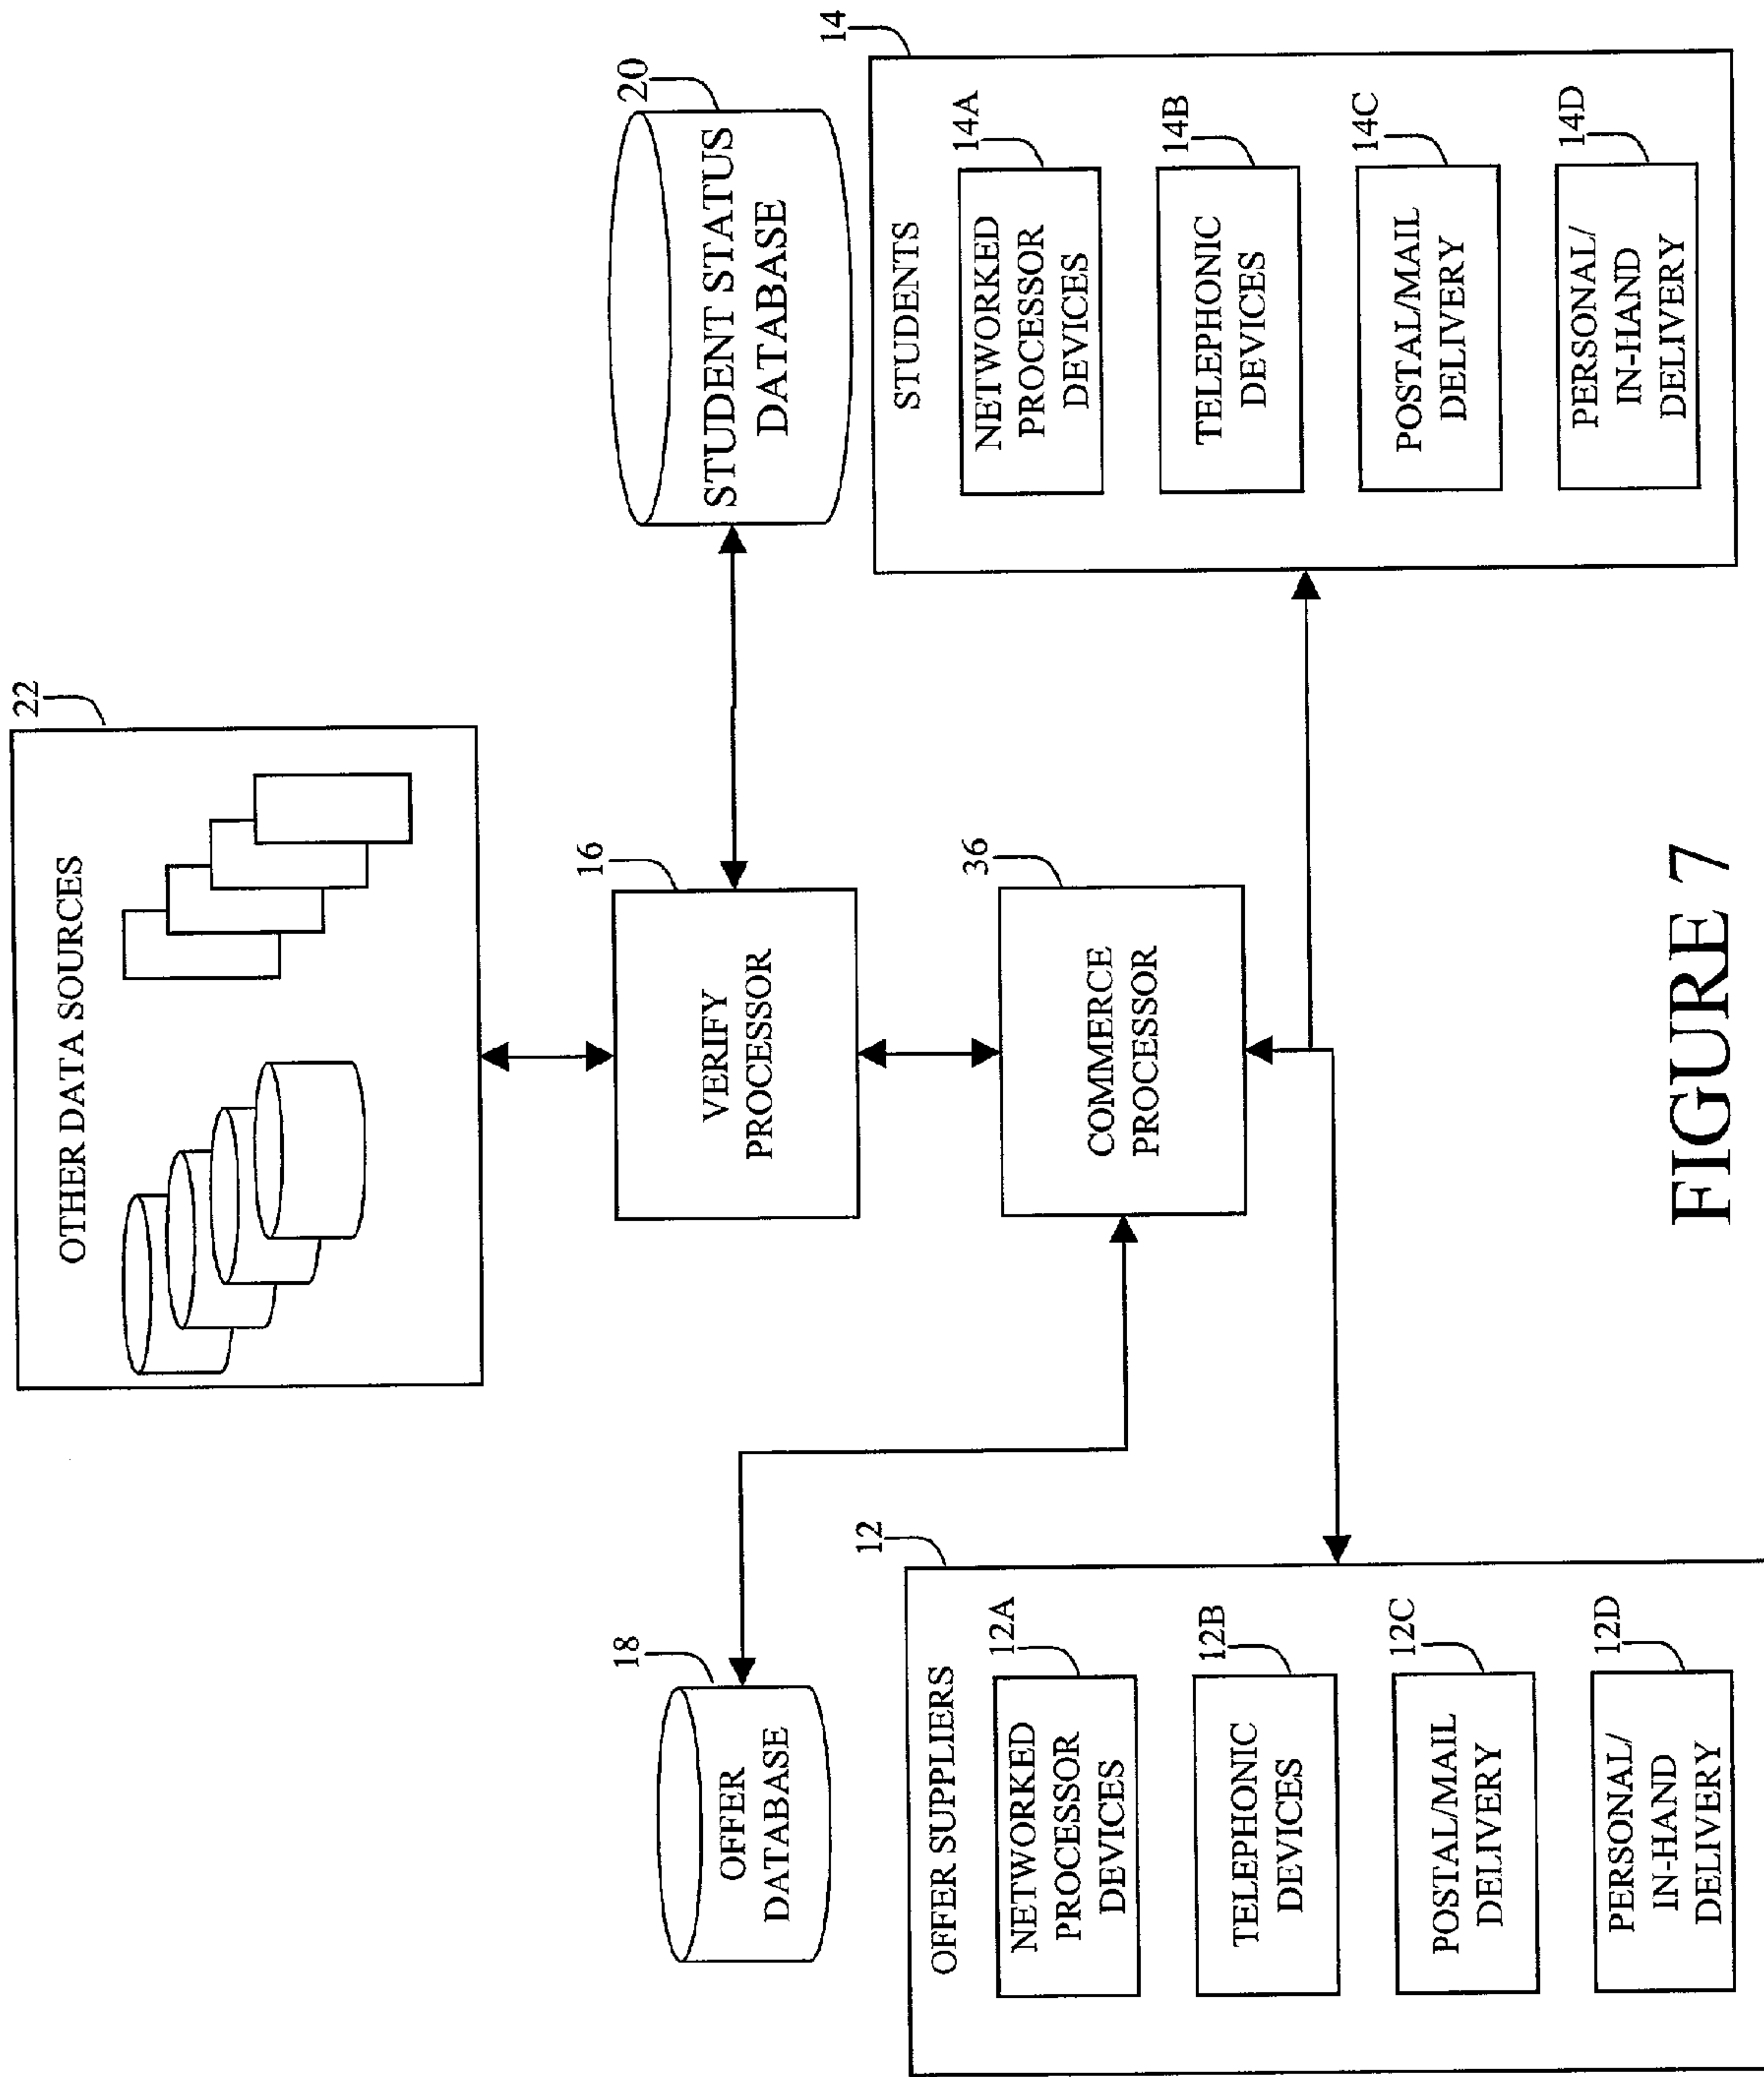 22
OTHER DATA SOURCES
16
VERIFY
PROCESSOR
20
STUDENT STATUS
DATABASE
18
OFFER
DATABASE
36
COMMERCE
PROCESSOR
12
OFFER SUPPLIERS
12A
NETWORKED
PROCESSOR
DEVICES
12B
TELEPHONIC
DEVICES
12C
POSTAL/MAIL
DELIVERY
12D
PERSONAL/
IN-HAND
DELIVERY
14
STUDENTS
14A
NETWORKED
PROCESSOR
DEVICES
14B
TELEPHONIC
DEVICES
14C
POSTAL/MAIL
DELIVERY
14D
PERSONAL/
IN-HAND
DELIVERY
FIGURE 7